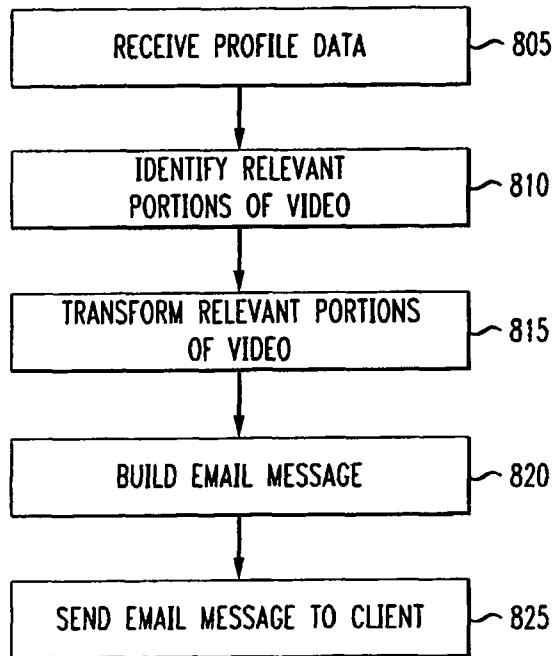 RECEIVE PROFILE DATA
805
IDENTIFY RELEVANT
PORTIONS OF VIDEO
810
TRANSFORM RELEVANT PORTIONS
OF VIDEO
815
BUILD EMAIL MESSAGE
820
SEND EMAIL MESSAGE TO CLIENT
825